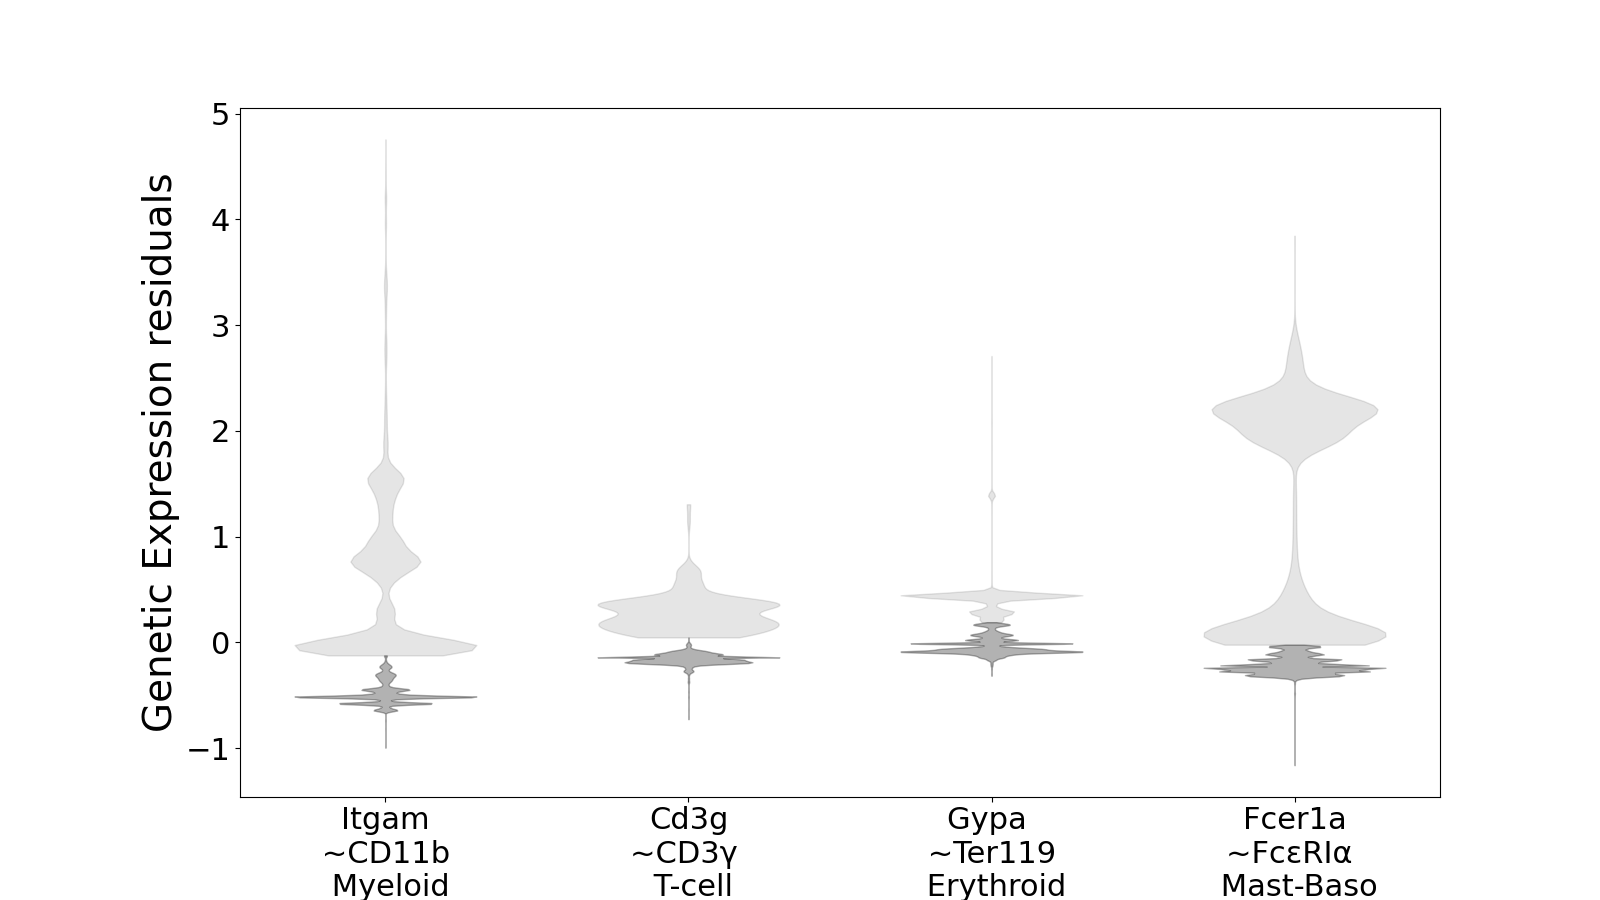 Genetic Expression residuals
5
4
3
2
1
0
−1
Itgam
~CD11b
Myeloid
Cd3g
~CD3γ
T-cell
Gypa
~Ter119
Erythroid
Fcer1a
~FcεRIα
Mast-Baso